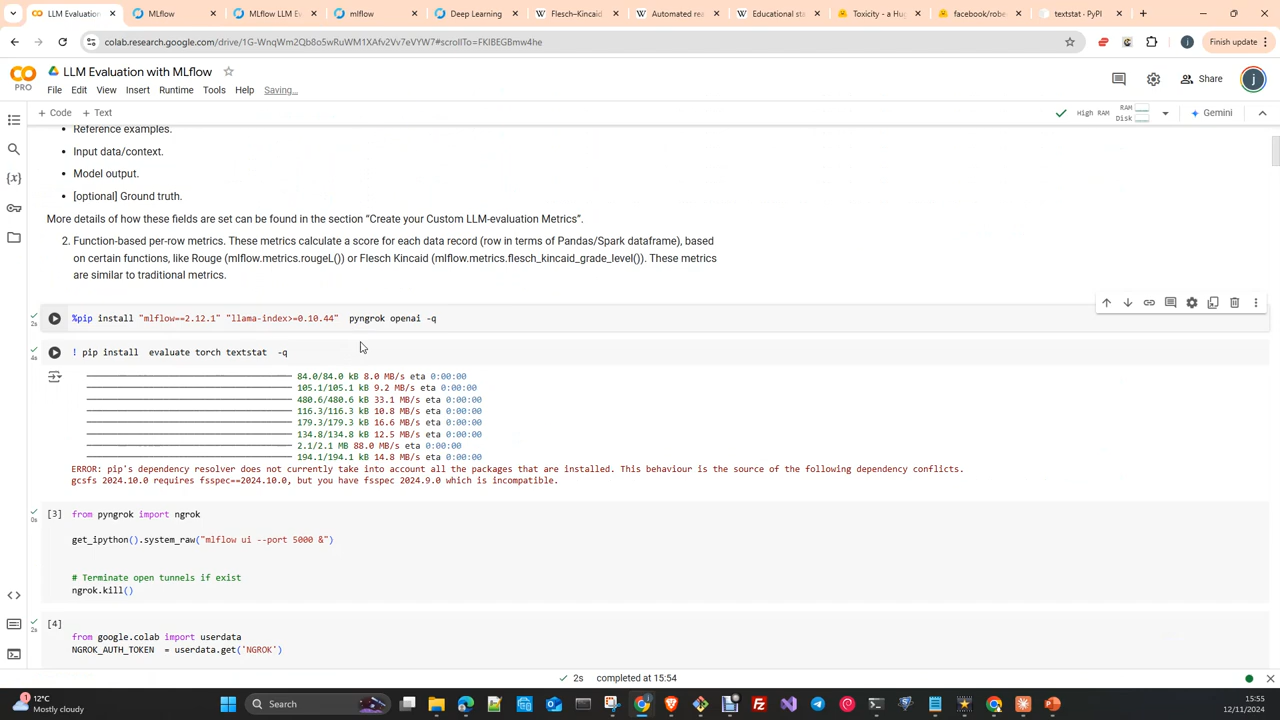 LLM Evaluation
MLflow
MLflow LLM E
mlflow
Deep Learning
Flesch–Kincaid
Automated rea
Educational sta
Toxicity - a Hu
facebook/robe
textstat · PyPI
colab.research.google.com/drive/1G-WnqWm2Qb8o5wRuWM1XAfv2Vv7eVYW7#scrollTo=FKIBEGBmw4he
j
Finish update
PRO
LLM Evaluation with MLflow
Share
File Edit View Insert Runtime Tools Help Saving...
+ Code + Text
High RAM RAM Disk Gemini
• Reference examples.
• Input data/context.
• Model output.
• [optional] Ground truth.
More details of how these fields are set can be found in the section “Create your Custom LLM-evaluation Metrics”.
2. Function-based per-row metrics. These metrics calculate a score for each data record (row in terms of Pandas/Spark dataframe), based
on certain functions, like Rouge (mlflow.metrics.rougeL()) or Flesch Kincaid (mlflow.metrics.flesch_kincaid_grade_level()). These metrics
are similar to traditional metrics.
2s
%pip install "mlflow==2.12.1" "llama-index>=0.10.44" pyngrok openai -q
4s
! pip install evaluate torch textstat -q
84.0/84.0 kB 8.0 MB/s eta 0:00:00
105.1/105.1 kB 9.2 MB/s eta 0:00:00
480.6/480.6 kB 33.1 MB/s eta 0:00:00
116.3/116.3 kB 10.8 MB/s eta 0:00:00
179.3/179.3 kB 16.6 MB/s eta 0:00:00
134.8/134.8 kB 12.5 MB/s eta 0:00:00
2.1/2.1 MB 88.0 MB/s eta 0:00:00
194.1/194.1 kB 14.8 MB/s eta 0:00:00
ERROR: pip's dependency resolver does not currently take into account all the packages that are installed. This behaviour is the source of the following dependency conflicts.
gcsfs 2024.10.0 requires fsspec==2024.10.0, but you have fsspec 2024.9.0 which is incompatible.
0s
[3] from pyngrok import ngrok
get_ipython().system_raw("mlflow ui --port 5000 &")
# Terminate open tunnels if exist
ngrok.kill()
2s
[4]
from google.colab import userdata
NGROK_AUTH_TOKEN = userdata.get('NGROK')
2s completed at 15:54
12°C
Mostly cloudy
Search
15:55
12/11/2024